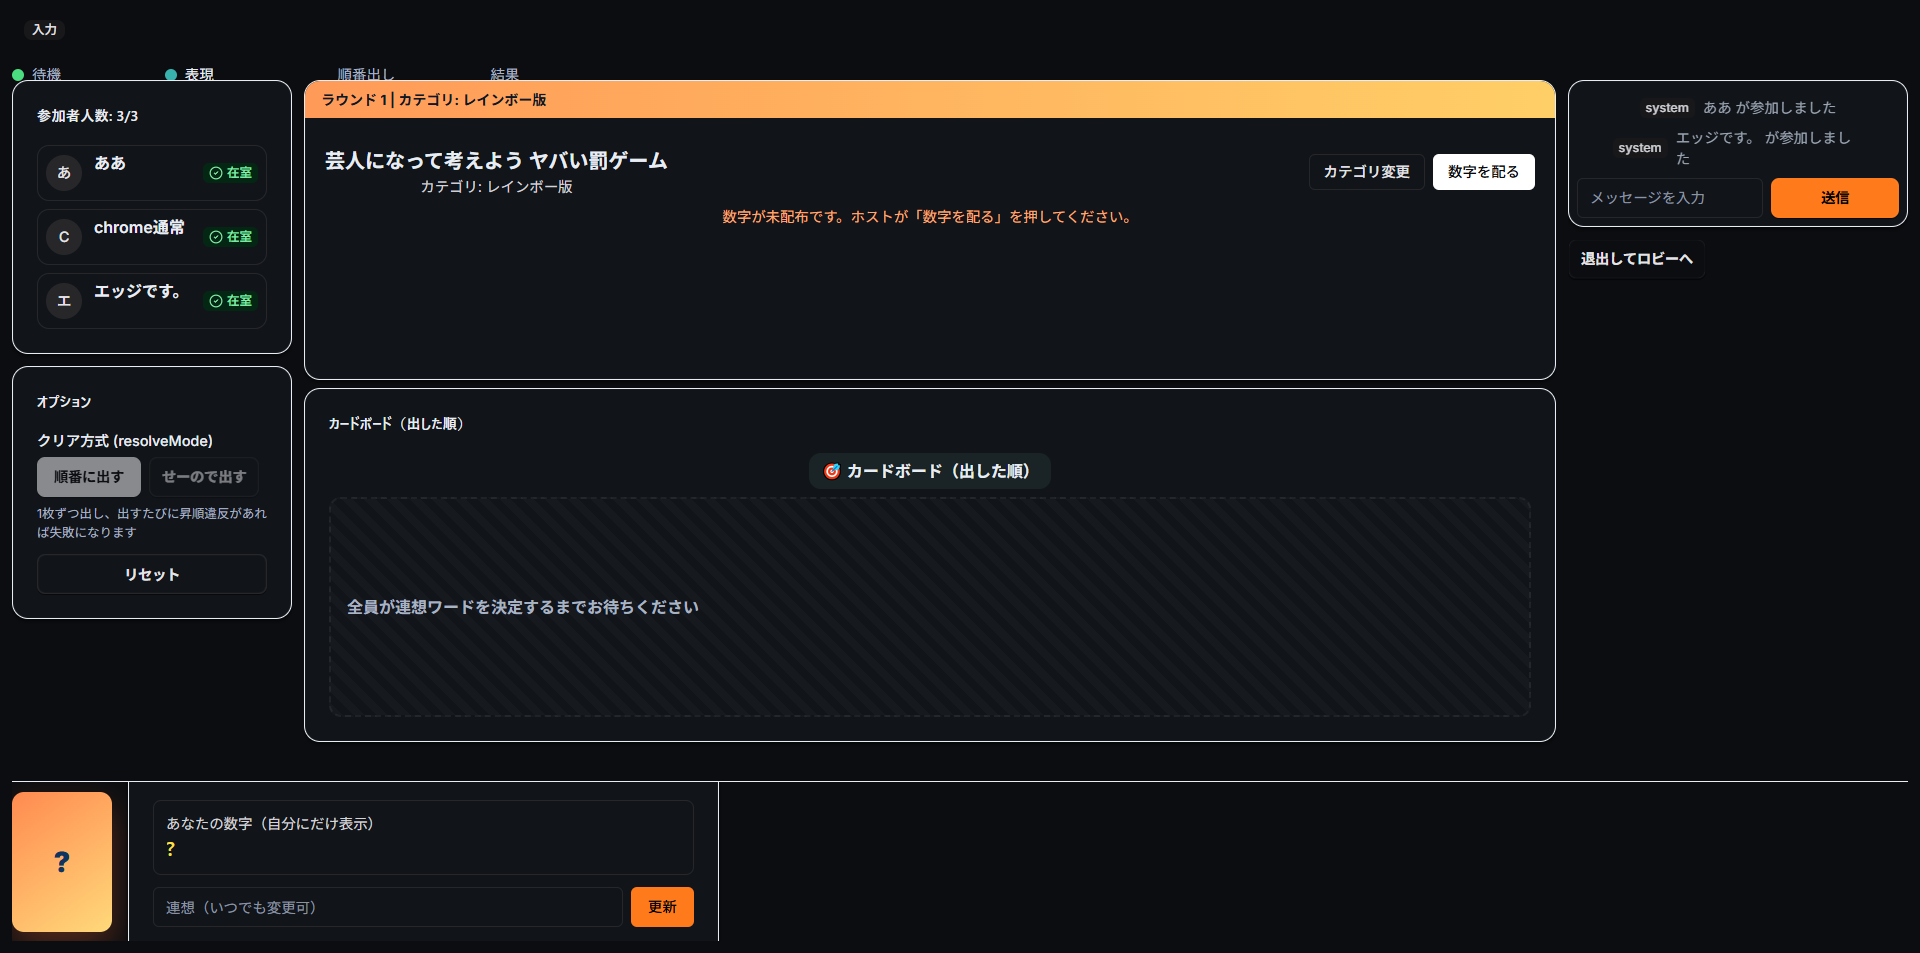 入力
待機
表現
順番出し
結果
参加者人数: 3/3
あ
ああ
在室
C
chrome通常
在室
エ
エッジです。
在室
オプション
クリア方式 (resolveMode)
順番に出す
せーので出す
1枚ずつ出し、出すたびに昇順違反があれ
ば失敗になります
リセット
ラウンド 1 | カテゴリ: レインボー版
芸人になって考えよう ヤバい罰ゲーム
カテゴリ: レインボー版
カテゴリ変更
数字を配る
数字が未配布です。ホストが「数字を配る」を押してください。
カードボード（出した順）
🎯 カードボード（出した順）
全員が連想ワードを決定するまでお待ちください
system ああ が参加しました
system エッジです。 が参加しまし
た
メッセージを入力
送信
退出してロビーへ
?
あなたの数字（自分にだけ表示）
?
連想（いつでも変更可）
更新